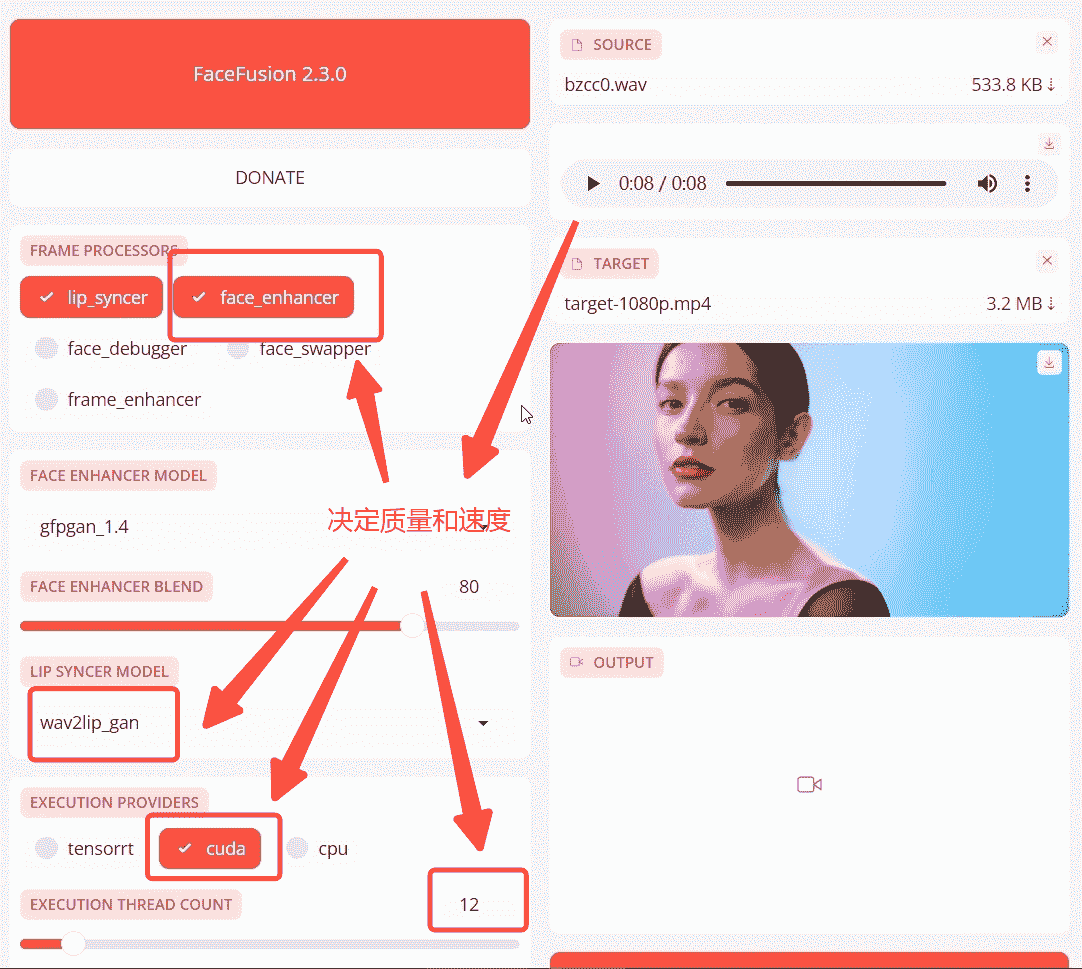 FaceFusion 2.3.0
DONATE
FRAME PROCESSORS
lip_syncer
face_enhancer
face_debugger
face_swapper
frame_enhancer
FACE ENHANCER MODEL
gfpgan_1.4
决定质量和速度
FACE ENHANCER BLEND
80
LIP SYNCER MODEL
wav2lip_gan
EXECUTION PROVIDERS
tensorrt
cuda
cpu
EXECUTION THREAD COUNT
12
SOURCE
bzcc0.wav
533.8 KB ↓
0:08 / 0:08
TARGET
target-1080p.mp4
3.2 MB ↓
OUTPUT